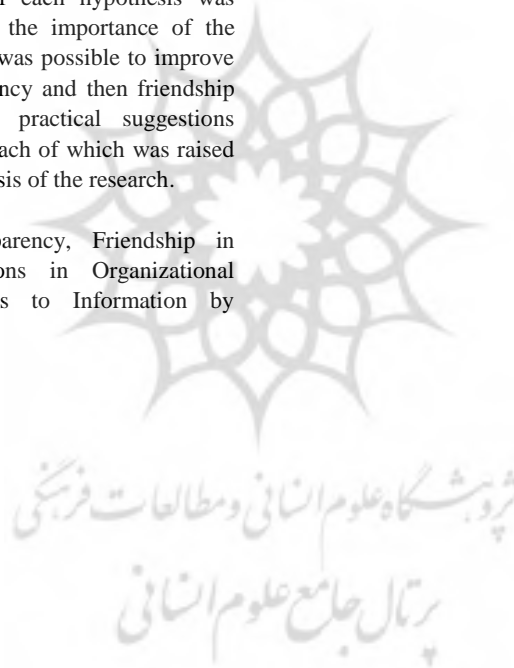 f each hypothesis was
the importance of the
was possible to improve
ncy and then friendship
practical suggestions
ach of which was raised
sis of the research.
parency, Friendship in
ons in Organizational
s to Information by
پژوهشگاه علوم انسانی و مطالعات فرهنگی
پرتال جامع علوم انسانی